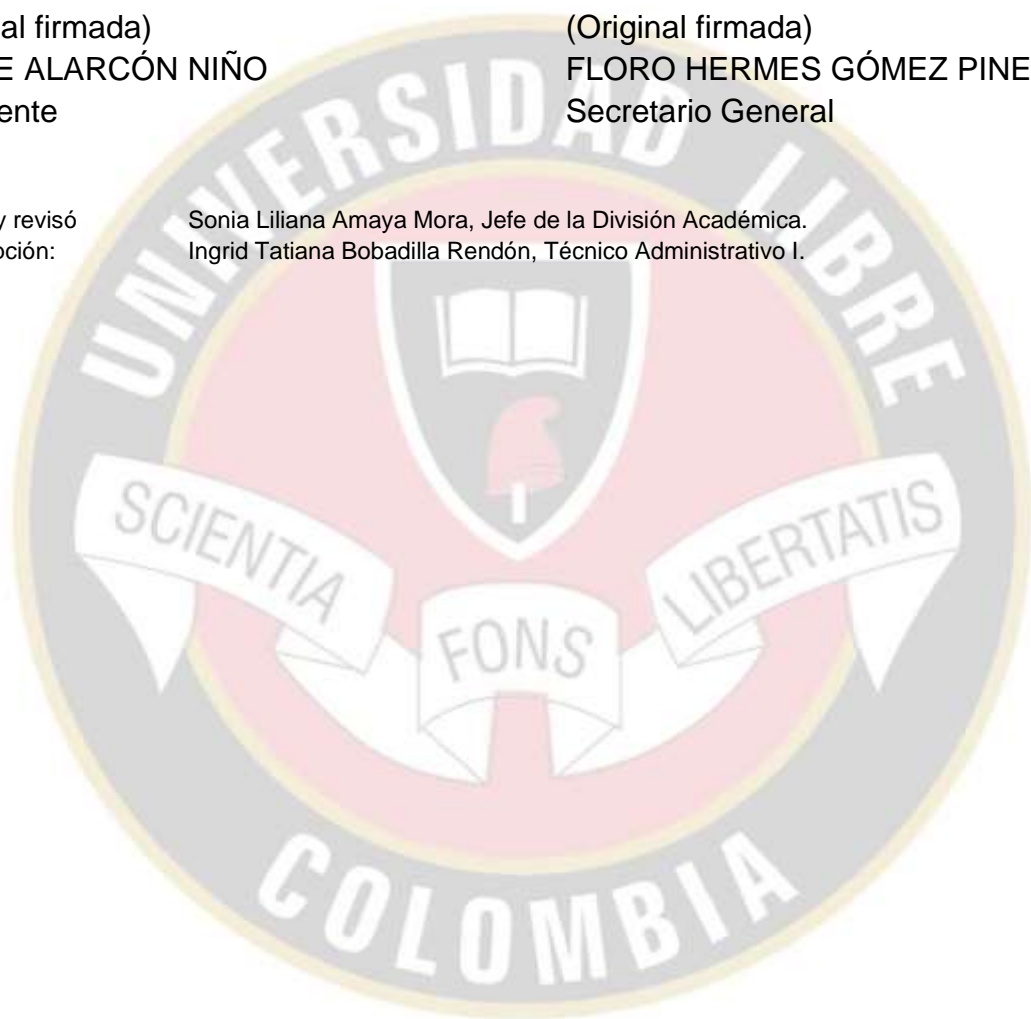 al firmada) (Original firmada)
E ALARCÓN NIÑO FLORO HERMES GÓMEZ PINE
ente Secretario General
y revisó Sonia Liliana Amaya Mora, Jefe de la División Académica.
oción: Ingrid Tatiana Bobadilla Rendón, Técnico Administrativo I.
UNIVERSIDAD LIBRE
SCIENTIA
FONS
LIBERTATIS
COLOMBIA